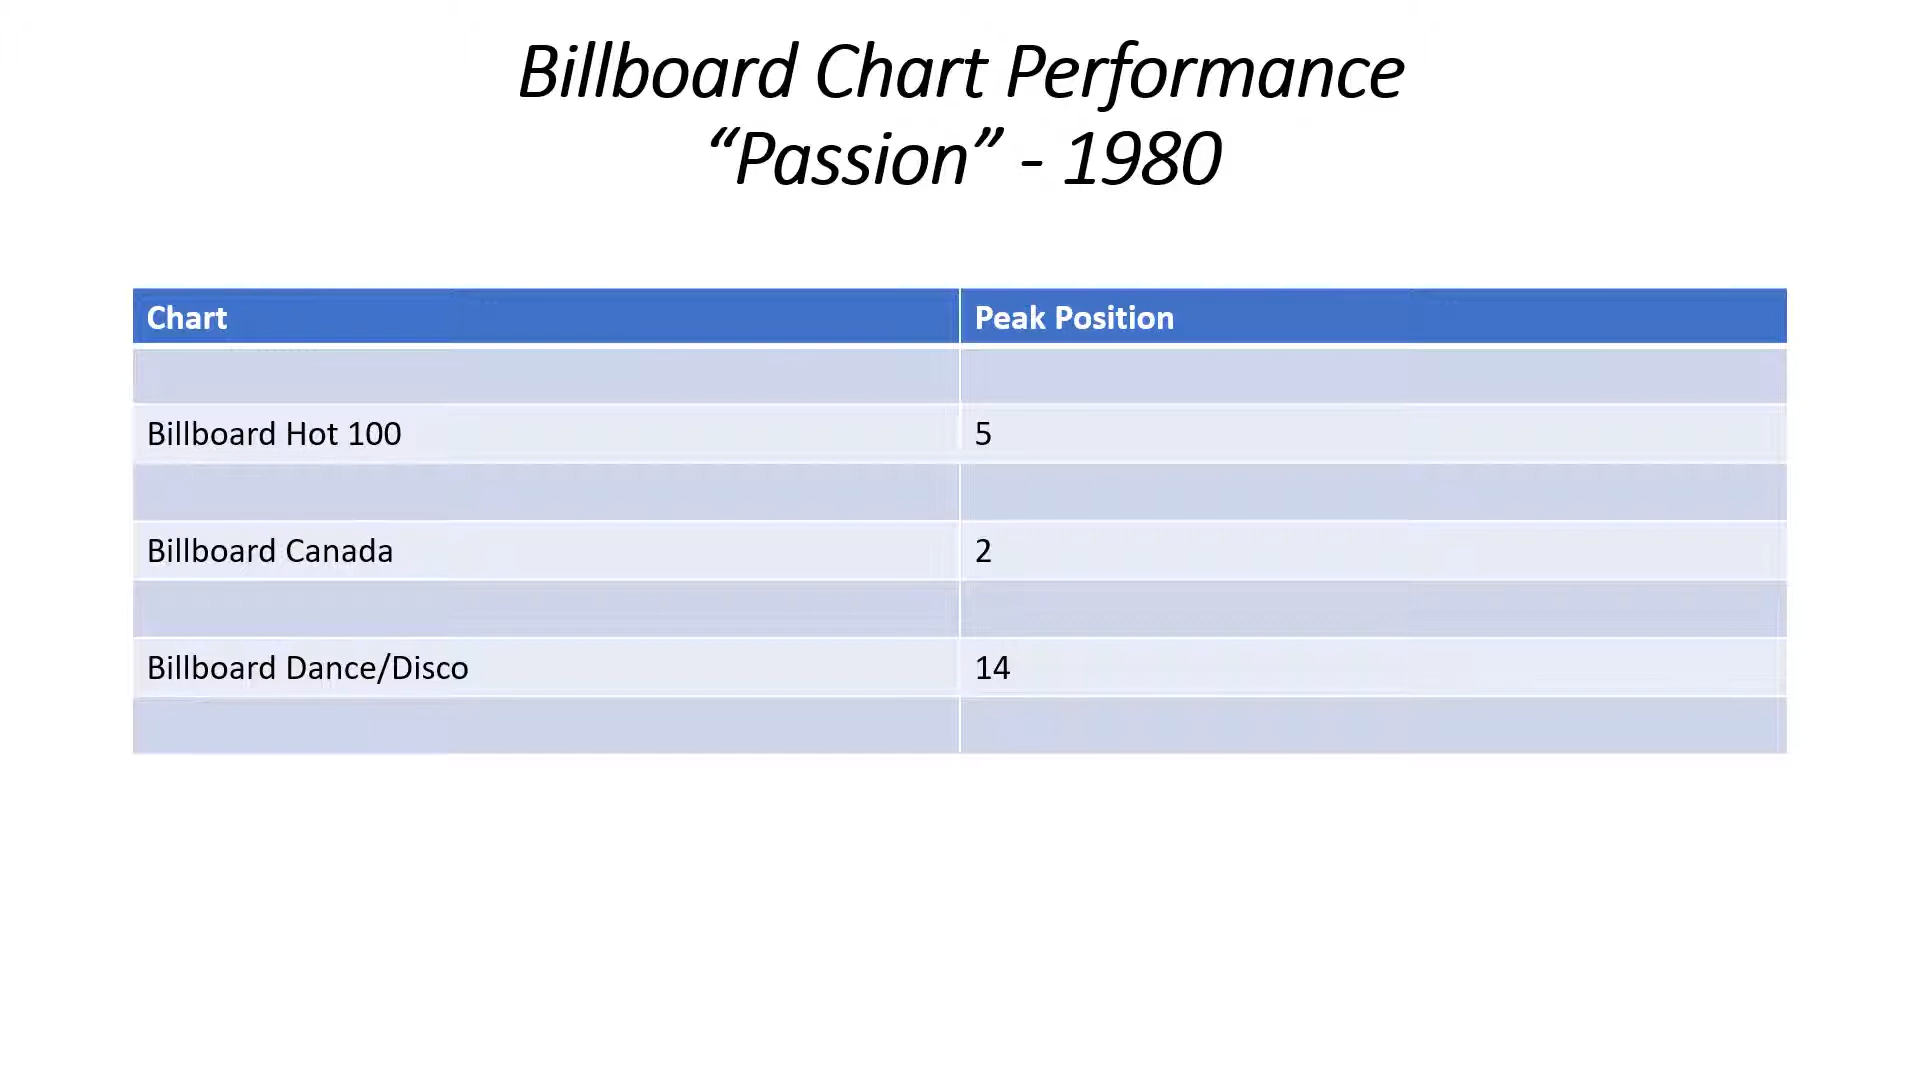 Billboard Chart Performance
“Passion” - 1980
Chart Peak Position
Billboard Hot 100 5
Billboard Canada 2
Billboard Dance/Disco 14